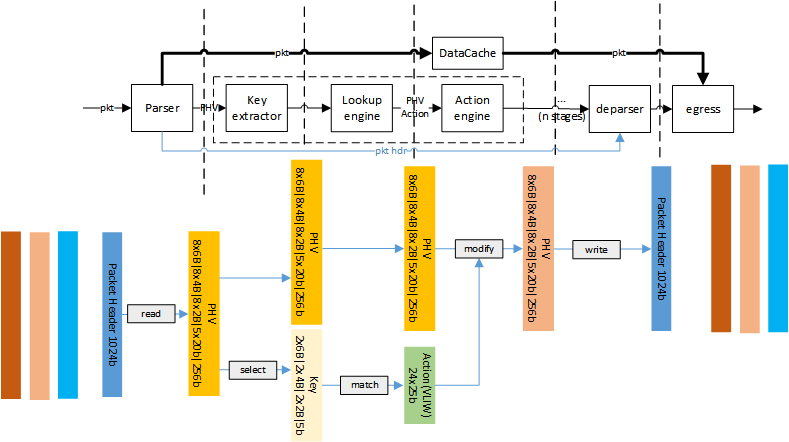 pkt
DataCache
pkt
pkt
Parser
PHV
Key
extractor
Lookup
engine
PHV
Action
Action
engine
...
(n stages)
deparser
egress
pkt hdr
Packet Header 1024b
read
PHV
8x6B|8x4B|8x2B|5x20b|256b
select
PHV
8x6B|8x4B|8x2B|5x20b|256b
Key
2x6B|2x4B|2x2B|5b
match
PHV
8x6B|8x4B|8x2B|5x20b|256b
Action(VLIW)
24x25b
modify
PHV
8x6B|8x4B|8x2B|5x20b|256b
write
Packet Header 1024b